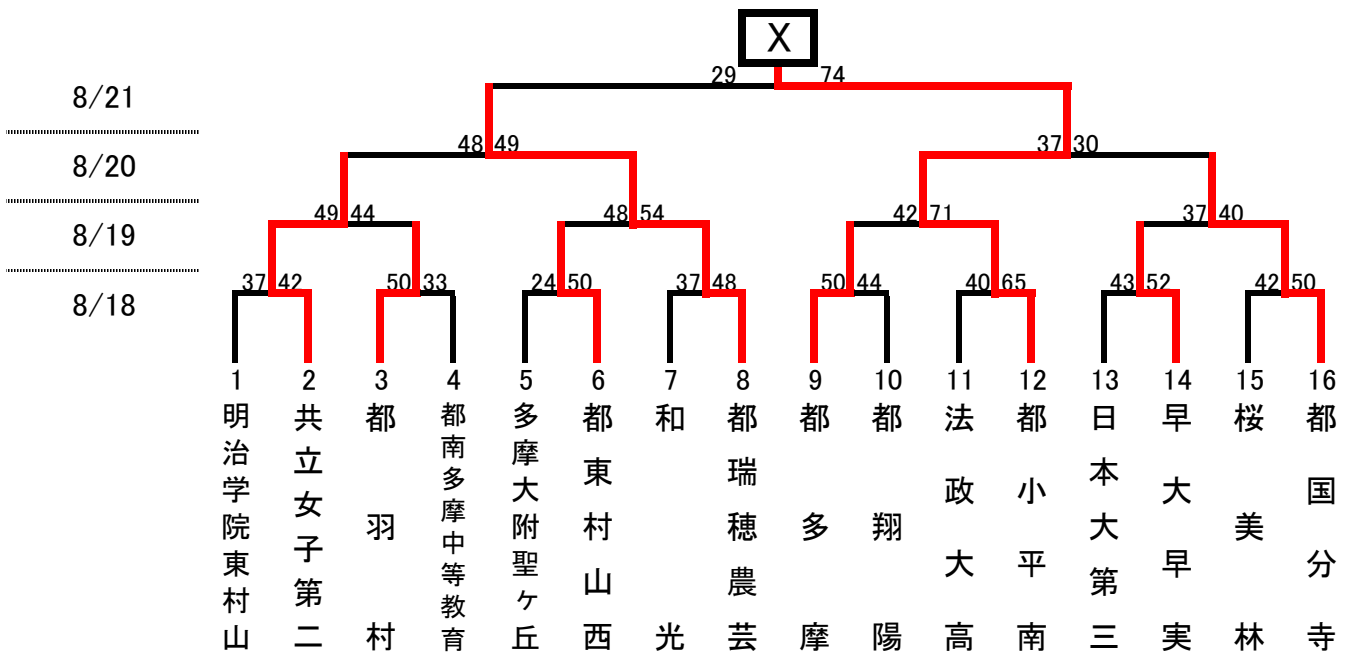 X
29 74
8/21
48 49 37 30
8/20
49 44 48 54 42 71 37 40
8/19
37 42 50 33 24 50 37 48 50 44 40 65 43 52 42 50
8/18
1 2 3 4 5 6 7 8 9 10 11 12 13 14 15 16
明治学院東村山
共立女子第二
都羽村
都南多摩中等教育
多摩大附聖ヶ丘
都東村山西
和光
都瑞穂農芸
都多摩
都翔陽
法政大高
都小平南
日本大第三
早大早実
桜美林
都国分寺